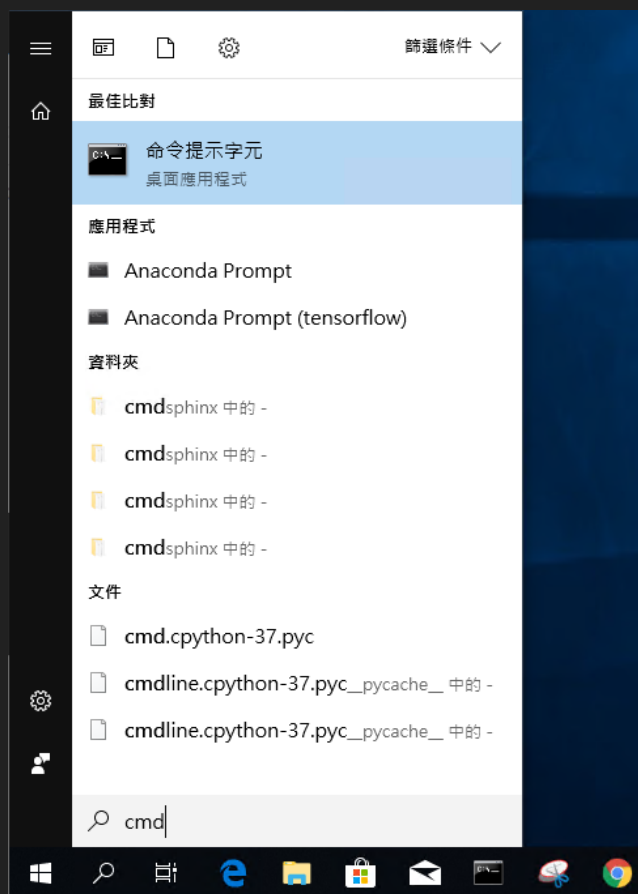 篩選條件
最佳比對
命令提示字元
桌面應用程式
應用程式
Anaconda Prompt
Anaconda Prompt (tensorflow)
資料夾
cmdsphinx 中的 -
cmdsphinx 中的 -
cmdsphinx 中的 -
cmdsphinx 中的 -
文件
cmd.cpython-37.pyc
cmdline.cpython-37.pyc__pycache__ 中的 -
cmdline.cpython-37.pyc__pycache__ 中的 -
cmd